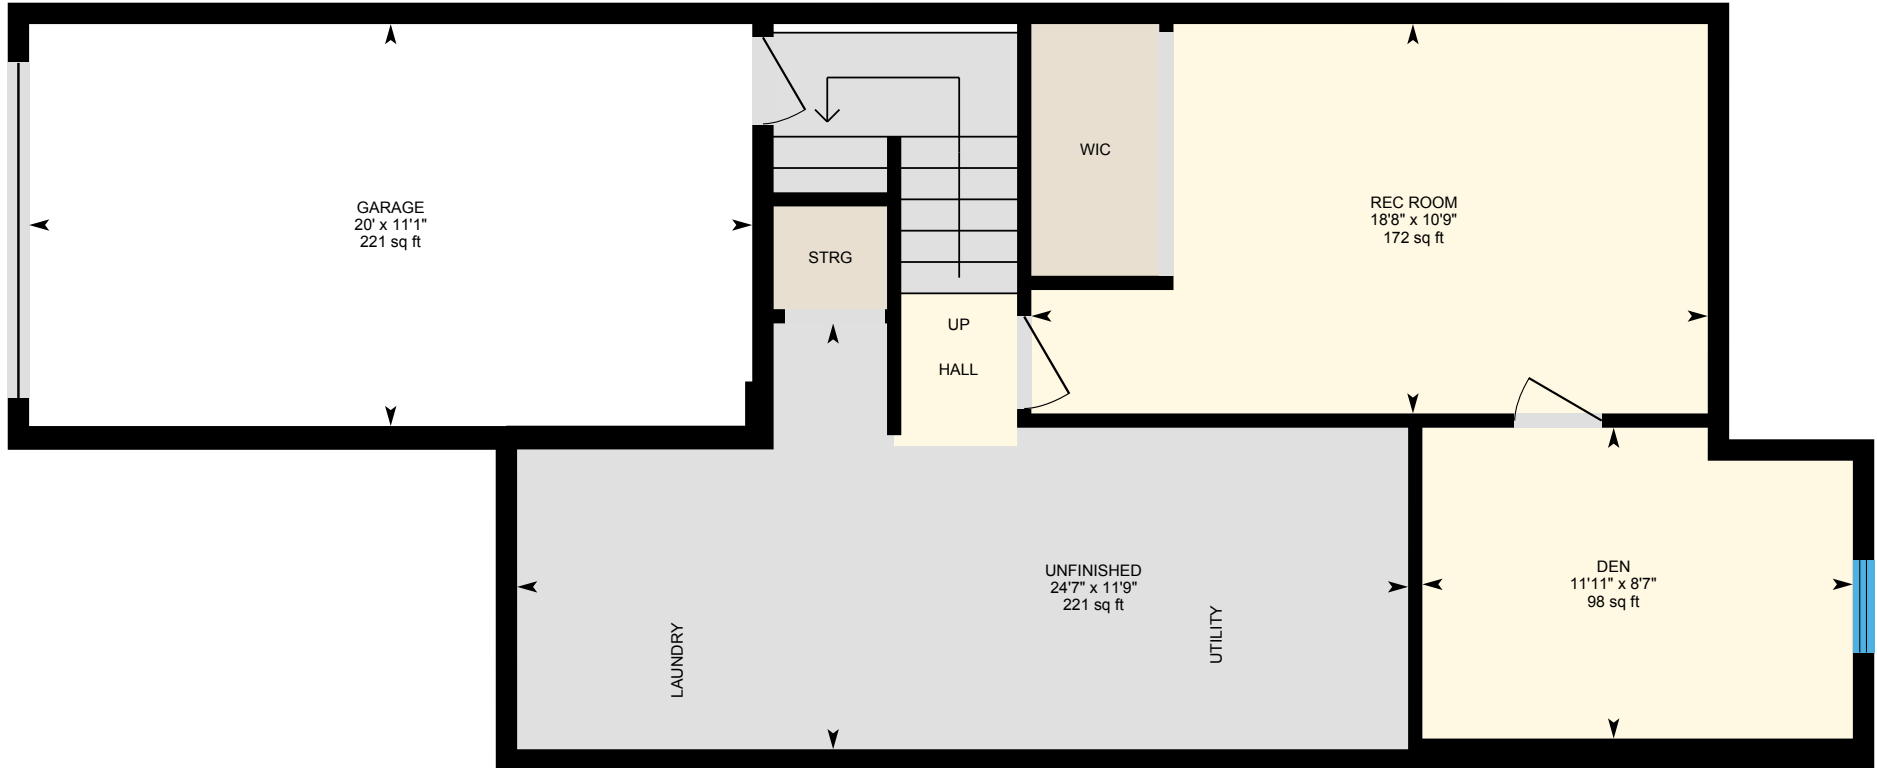 GARAGE
20' x 11'1"
221 sq ft
WIC
REC ROOM
18'8" x 10'9"
172 sq ft
STRG
UP
HALL
UNFINISHED
24'7" x 11'9"
221 sq ft
DEN
11'11" x 8'7"
98 sq ft
LAUNDRY
UTILITY